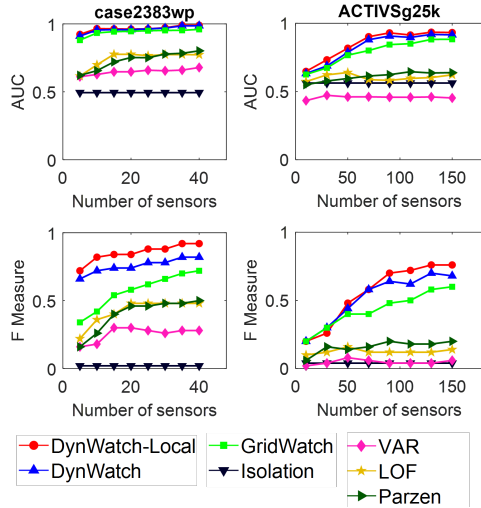 case2383wp
ACTIVSg25k
AUC
1
0.5
0
0
20
40
Number of sensors
AUC
1
0.5
0
0
50
100
150
Number of sensors
F Measure
1
0.5
0
0
20
40
Number of sensors
F Measure
1
0.5
0
0
50
100
150
Number of sensors
DynWatch-Local
DynWatch
GridWatch
Isolation
VAR
LOF
Parzen